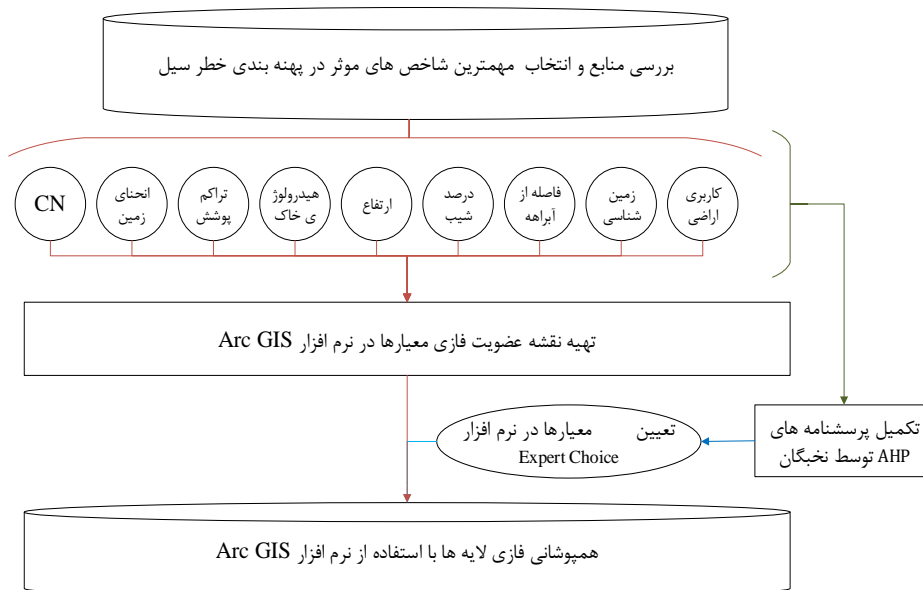 بررسی منابع و انتخاب مهمترین شاخص های موثر در پهنه بندی خطر سیل
کاربری
اراضی
زمین
شناسی
فاصله از
آبراهه
درصد
شیب
ارتفاع
هیدرولوژ
ی خاک
تراکم
پوشش
انحنای
زمین
CN
تهیه نقشه عضویت فازی معیارها در نرم افزار Arc GIS
تکمیل پرسشنامه های
AHP توسط نخبگان
تعیین معیارها در نرم افزار
Expert Choice
همپوشانی فازی لایه ها با استفاده از نرم افزار Arc GIS